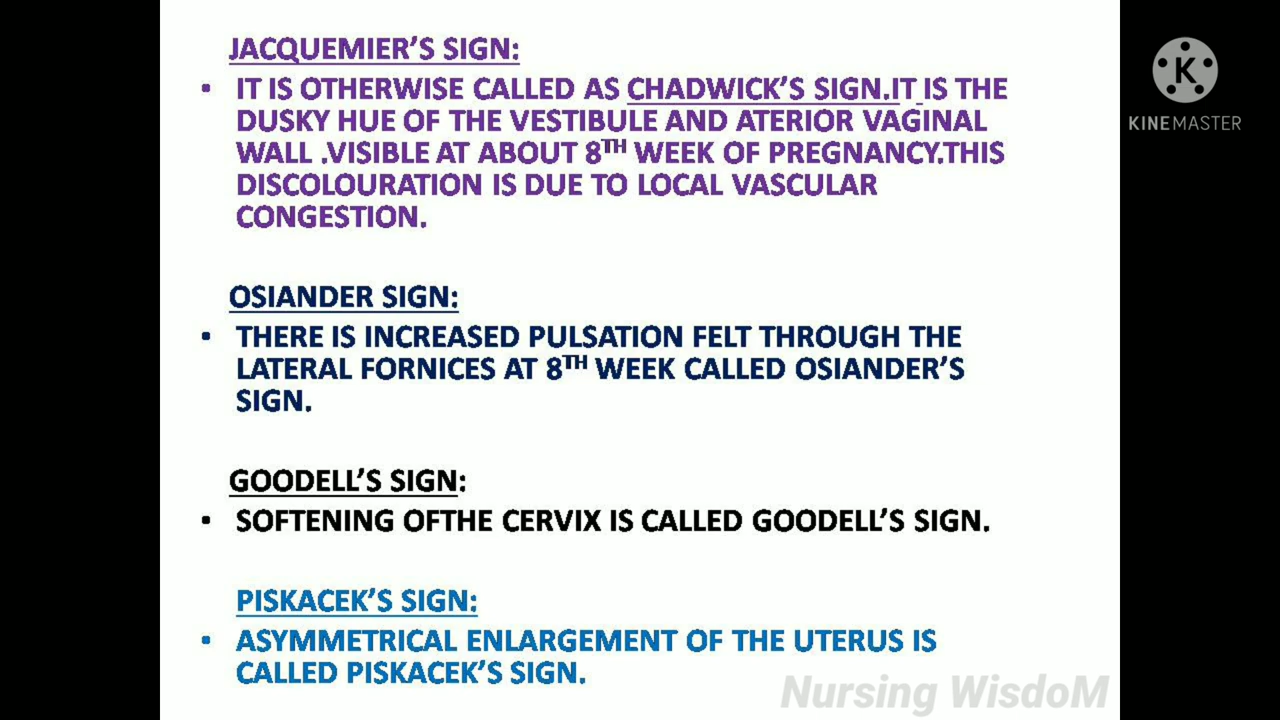 JACQUEMIER'S SIGN:
• IT IS OTHERWISE CALLED AS CHADWICK'S SIGN.IT IS THE
DUSKY HUE OF THE VESTIBULE AND ATERIOR VAGINAL
WALL .VISIBLE AT ABOUT 8TH WEEK OF PREGNANCY.THIS
DISCOLOURATION IS DUE TO LOCAL VASCULAR
CONGESTION.
OSIANDER SIGN:
• THERE IS INCREASED PULSATION FELT THROUGH THE
LATERAL FORNICES AT 8TH WEEK CALLED OSIANDER'S
SIGN.
GOODELL'S SIGN:
• SOFTENING OFTHE CERVIX IS CALLED GOODELL'S SIGN.
PISKACEK'S SIGN:
• ASYMMETRICAL ENLARGEMENT OF THE UTERUS IS
CALLED PISKACEK'S SIGN.
Nursing WisdoM
K
KINEMASTER